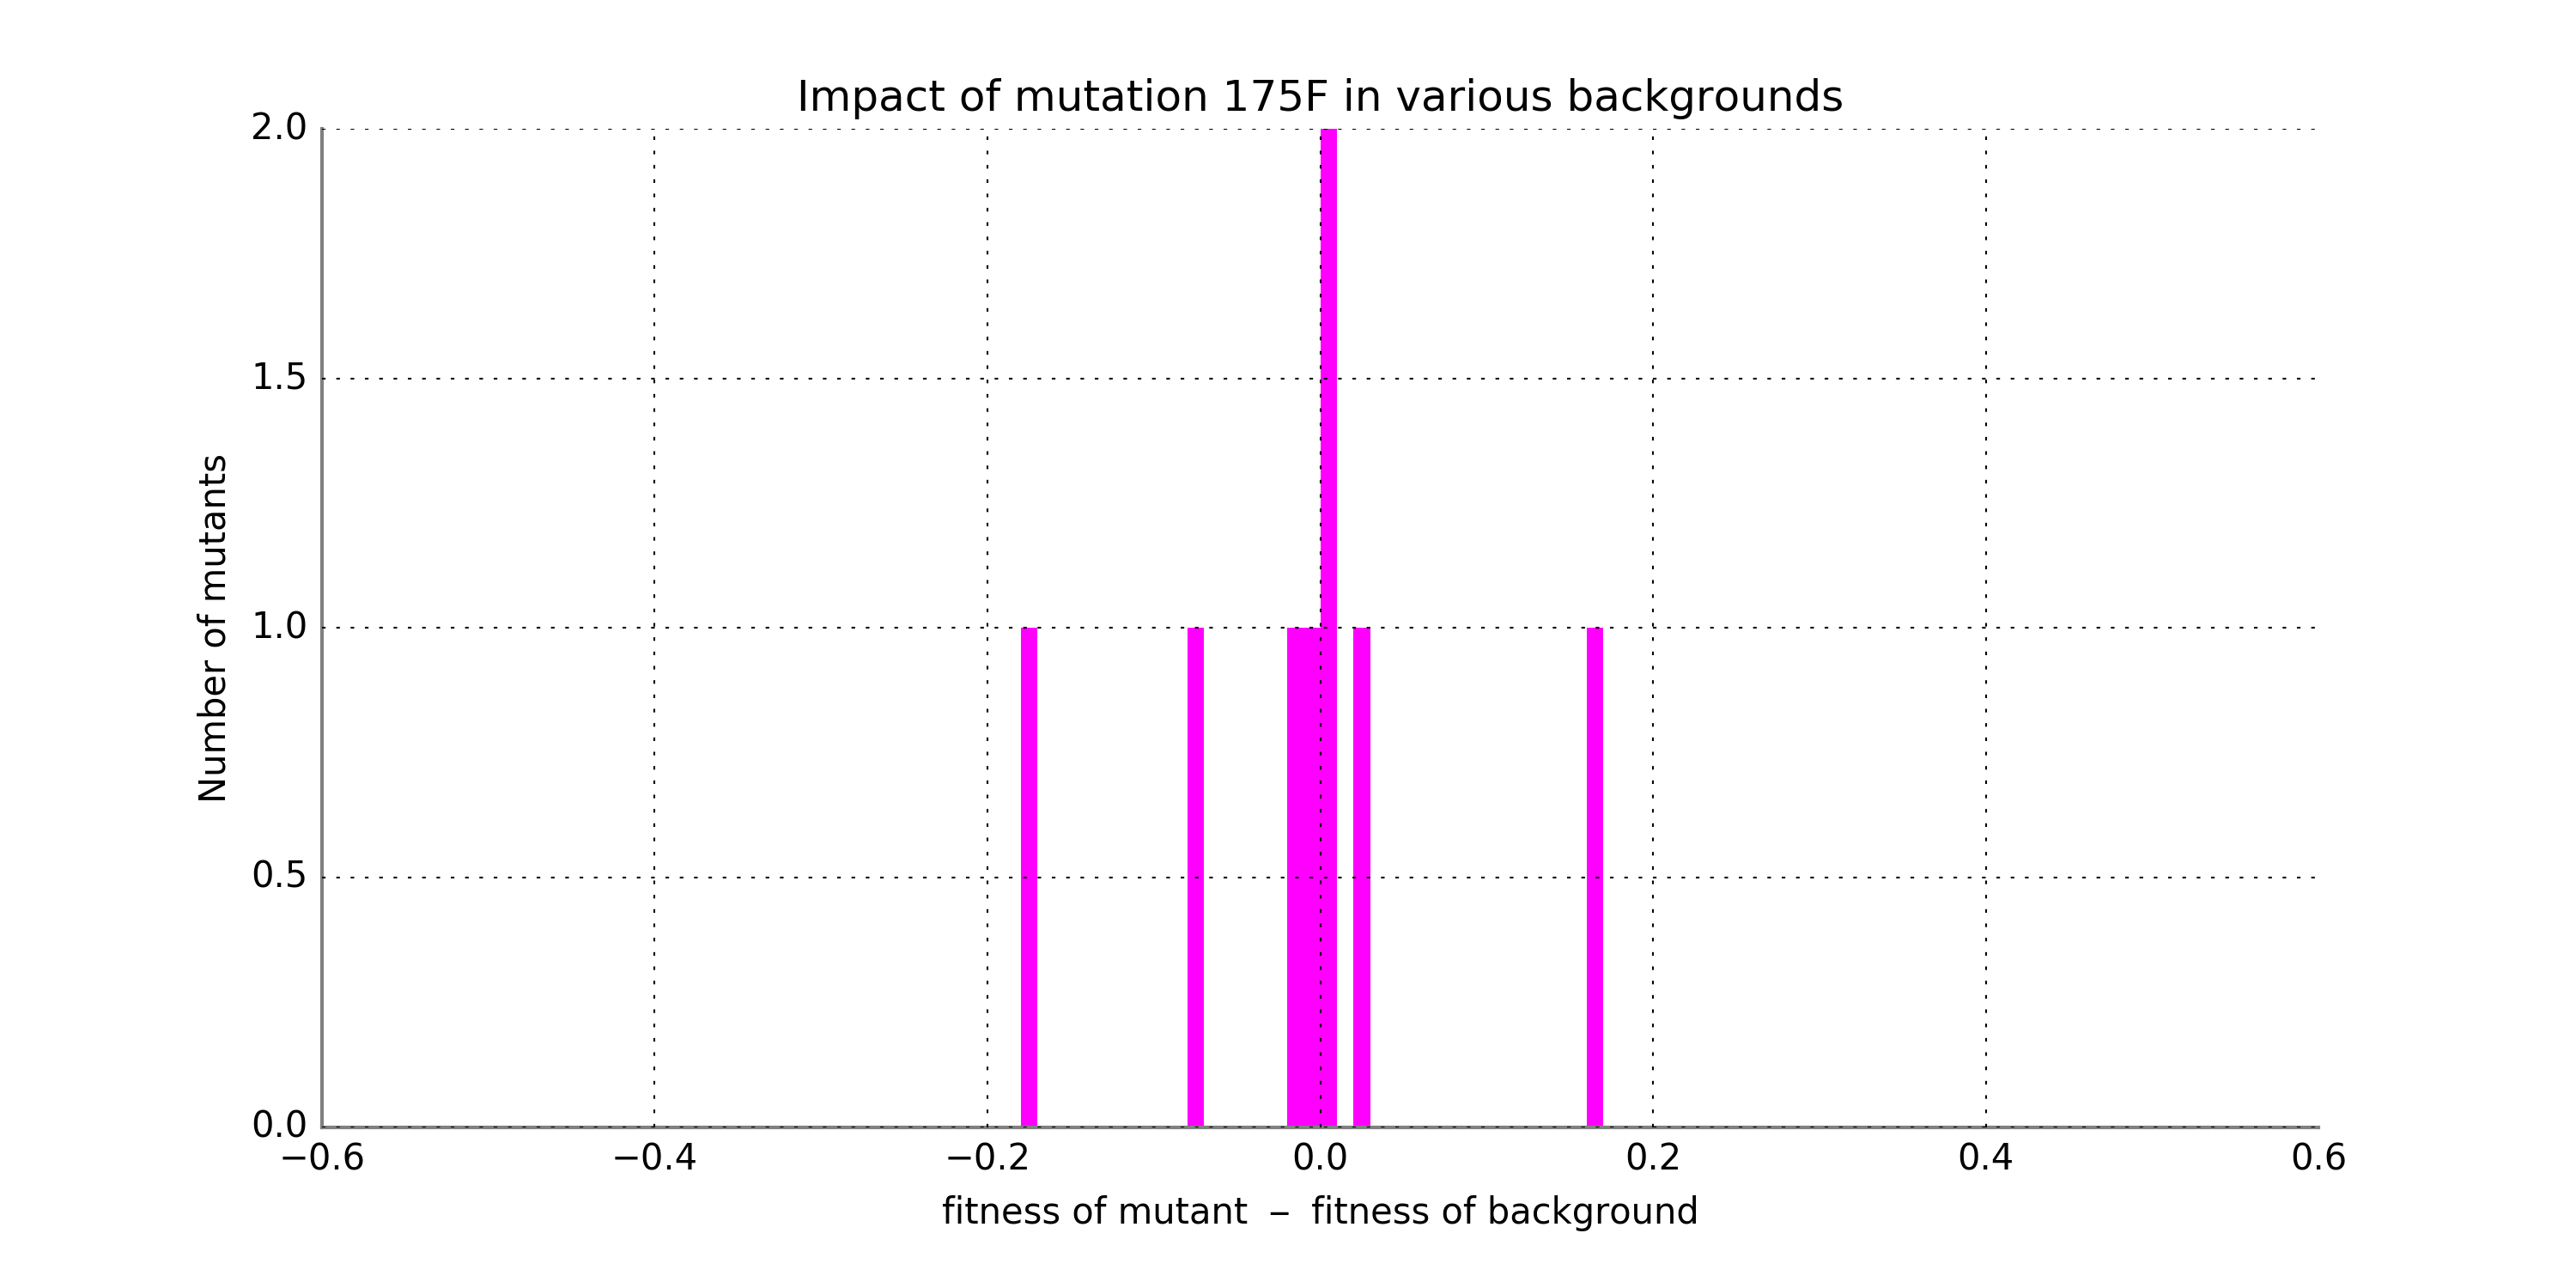 Impact of mutation 175F in various backgrounds
2.0
1.5
1.0
0.5
0.0
Number of mutants
−0.6 −0.4 −0.2 0.0 0.2 0.4 0.6
fitness of mutant − fitness of background